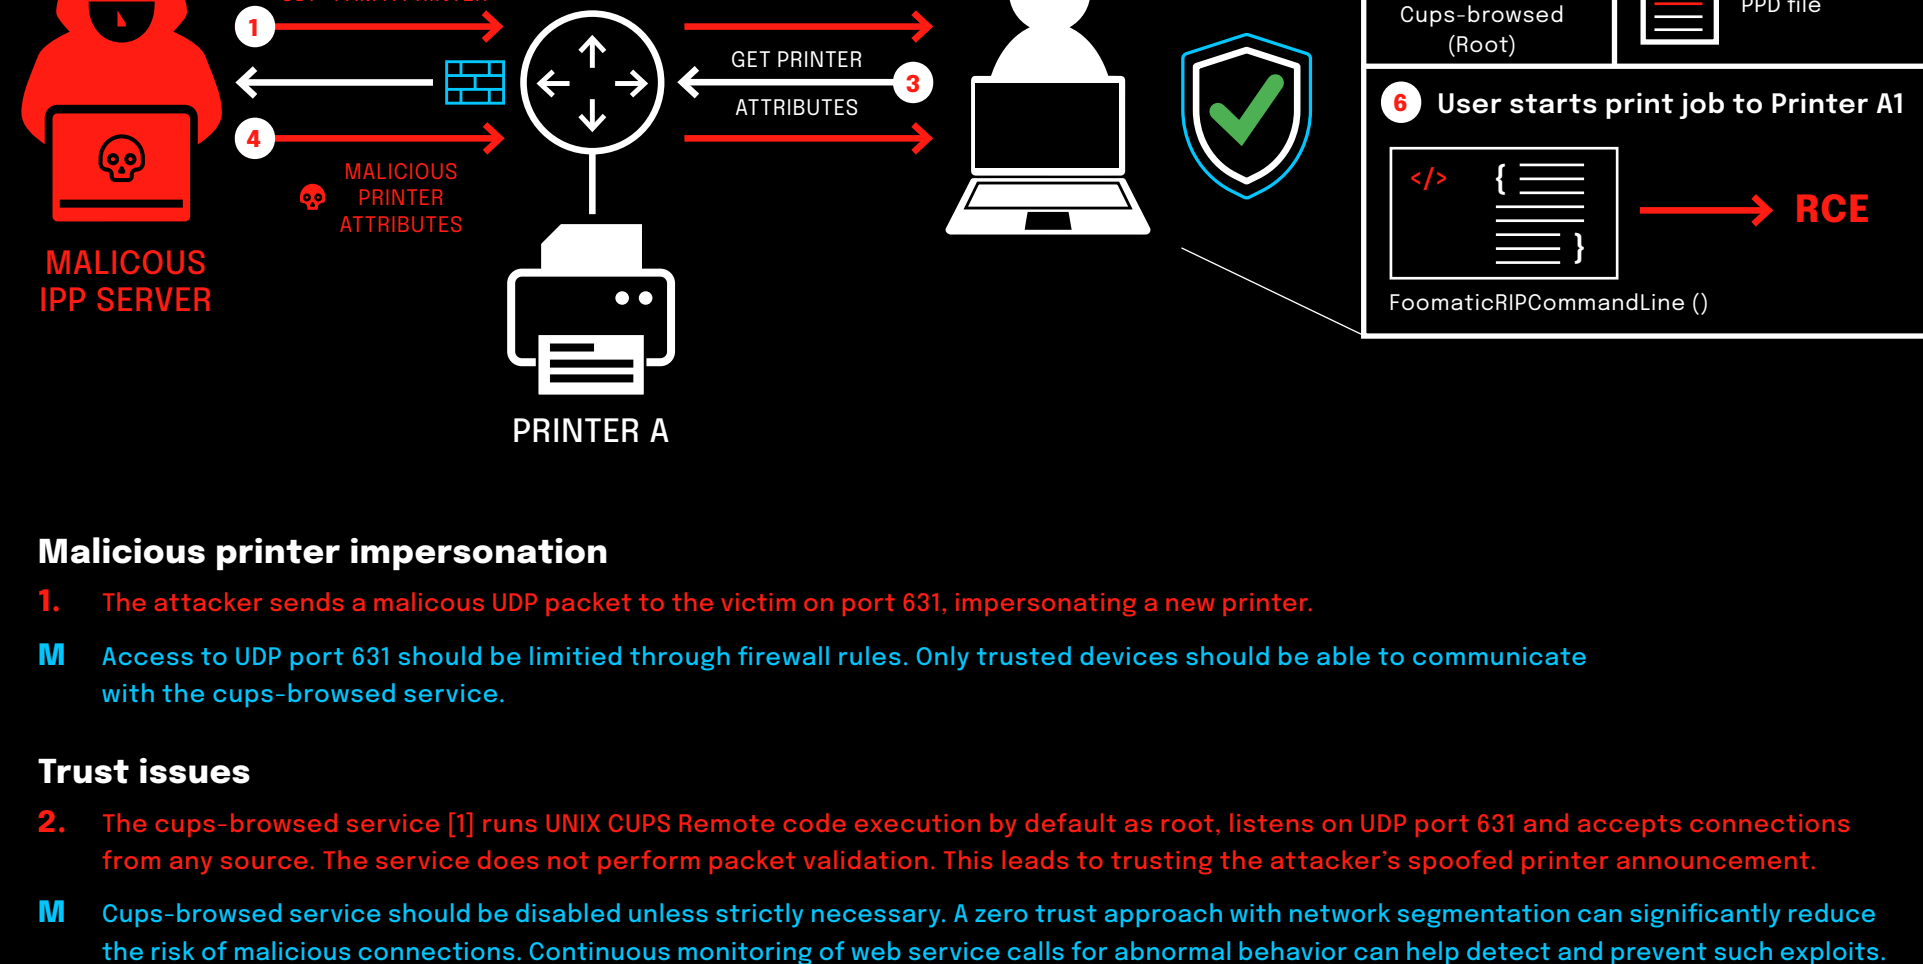 1
Cups-browsed
(Root)
PPD file
GET PRINTER
3
ATTRIBUTES
6 User starts print job to Printer A1
4
MALICIOUS
PRINTER
ATTRIBUTES
</> {
}
RCE
MALICOUS
IPP SERVER
FoomaticRIPCommandLine ()
PRINTER A
Malicious printer impersonation
1. The attacker sends a malicous UDP packet to the victim on port 631, impersonating a new printer.
M Access to UDP port 631 should be limitied through firewall rules. Only trusted devices should be able to communicate
with the cups-browsed service.
Trust issues
2. The cups-browsed service [1] runs UNIX CUPS Remote code execution by default as root, listens on UDP port 631 and accepts connections
from any source. The service does not perform packet validation. This leads to trusting the attacker’s spoofed printer announcement.
M Cups-browsed service should be disabled unless strictly necessary. A zero trust approach with network segmentation can significantly reduce
the risk of malicious connections. Continuous monitoring of web service calls for abnormal behavior can help detect and prevent such exploits.